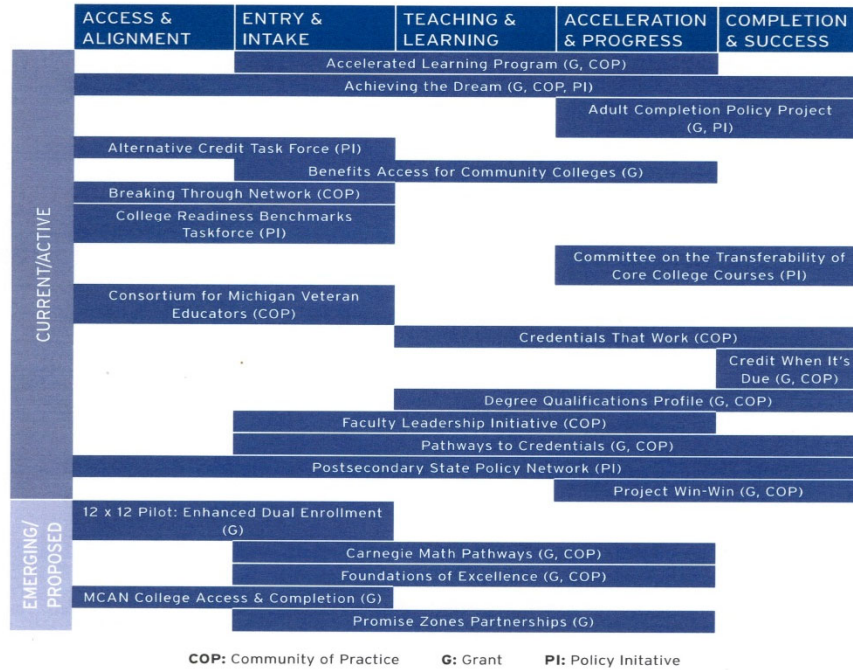 ACCESS &
ALIGNMENT
ENTRY &
INTAKE
TEACHING &
LEARNING
ACCELERATION
& PROGRESS
COMPLETION
& SUCCESS
CURRENT/ACTIVE
Accelerated Learning Program (G, COP)
Achieving the Dream (G, COP, PI)
Adult Completion Policy Project
(G, PI)
Alternative Credit Task Force (PI)
Benefits Access for Community Colleges (G)
Breaking Through Network (COP)
College Readiness Benchmarks
Taskforce (PI)
Committee on the Transferability of
Core College Courses (PI)
Consortium for Michigan Veteran
Educators (COP)
Credentials That Work (COP)
Credit When It's
Due (G, COP)
Degree Qualifications Profile (G, COP)
Faculty Leadership Initiative (COP)
Pathways to Credentials (G, COP)
Postsecondary State Policy Network (PI)
Project Win-Win (G, COP)
EMERGING/
PROPOSED
12 x 12 Pilot: Enhanced Dual Enrollment
(G)
Carnegie Math Pathways (G, COP)
Foundations of Excellence (G, COP)
MCAN College Access & Completion (G)
Promise Zones Partnerships (G)
COP: Community of Practice G: Grant PI: Policy Initative